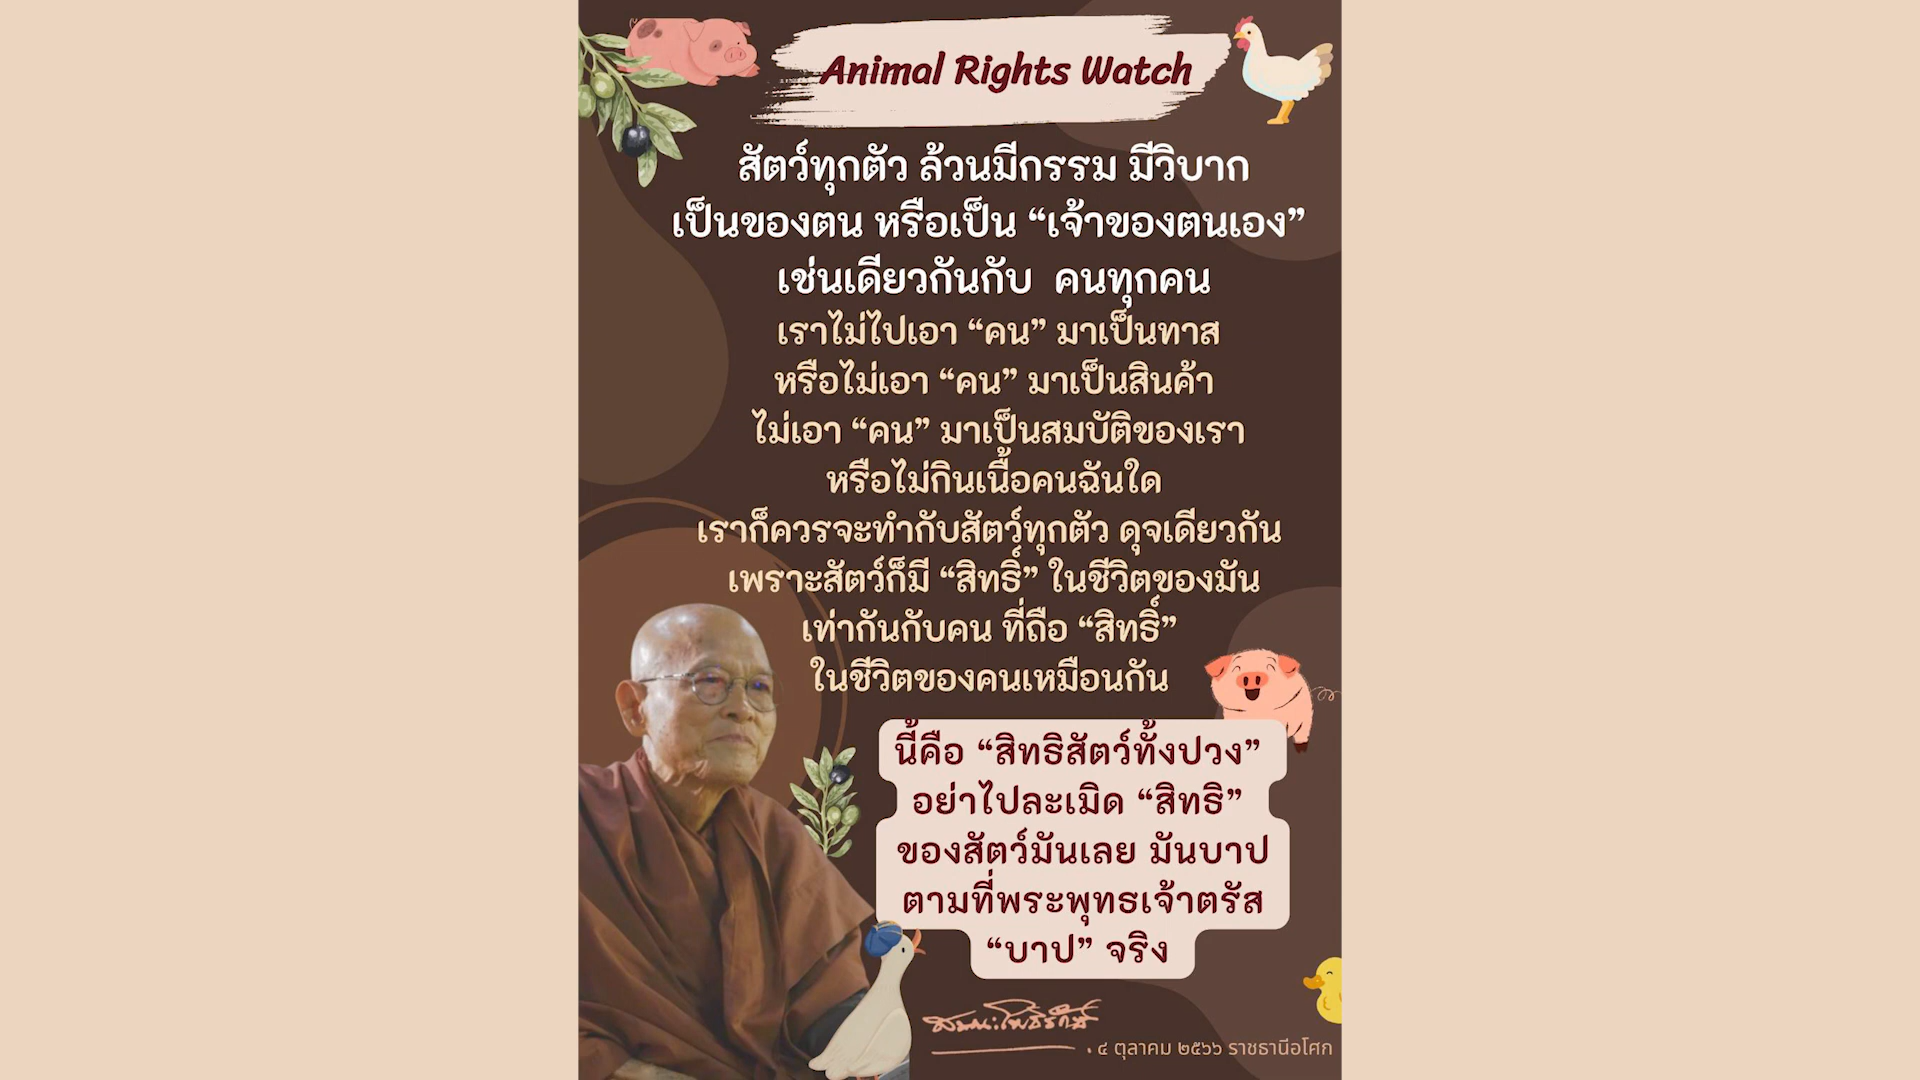 Animal Rights Watch
สัตว์ทุกตัว ล้วนมีกรรม มีวิบาก
เป็นของตน หรือเป็น “เจ้าของตนเอง”
เช่นเดียวกันกับ คนทุกคน
เราไม่ไปเอา “คน” มาเป็นทาส
หรือไม่เอา “คน” มาเป็นสินค้า
ไม่เอา “คน” มาเป็นสมบัติของเรา
หรือไม่กินเนื้อคนฉันใด
เราก็ควรจะทำกับสัตว์ทุกตัว ดุจเดียวกัน
เพราะสัตว์ก็มี “สิทธิ์” ในชีวิตของมัน
เท่ากันกับคน ที่ถือ “สิทธิ์”
ในชีวิตของคนเหมือนกัน
นี้คือ “สิทธิสัตว์ทั้งปวง”
อย่าไปละเมิด “สิทธิ”
ของสัตว์มันเลย มันบาป
ตามที่พระพุทธเจ้าตรัส
“บาป” จริง
สมณะโพธิรักษ์
๔ ตุลาคม ๒๕๖๖ ราชธานีอโศก